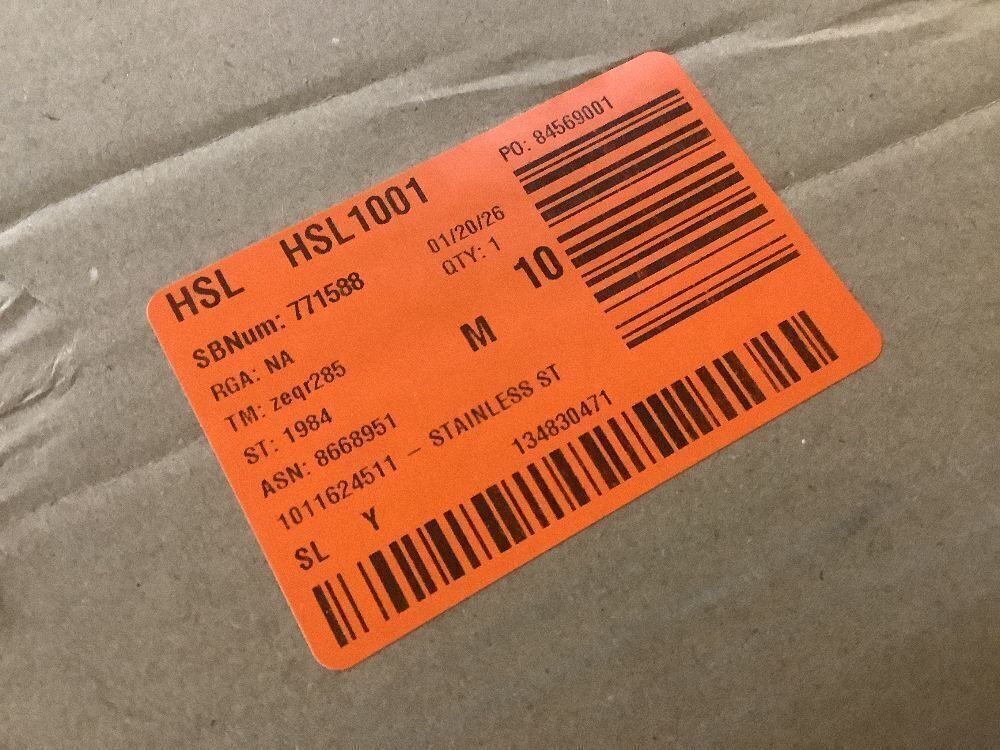 HSL HSL1001
PO: 84569001
SBNum: 771588
01/20/26
RGA: NA
QTY: 1
10
TM: zeqr285
M
ST: 1984
ASN: 8668951
1011624511 - STAINLESS ST
134830471
SL Y